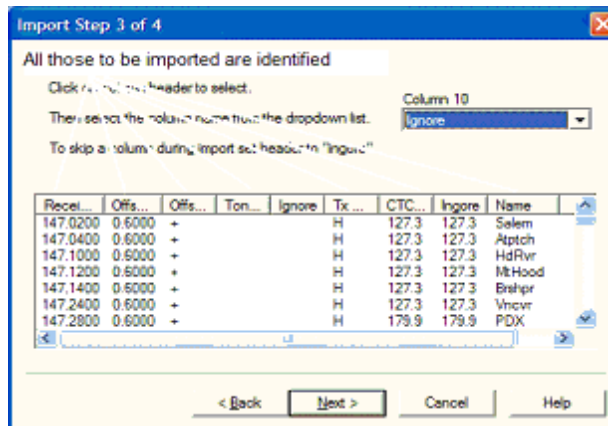 Import Step 3 of 4
All those to be imported are identified
Click header to select.
Column 10
Then select the column name from the dropdown list.
Ignore
To skip a column during import set header to "Ingore"
Recei... Offs... Offs... Ton... Ignore Tx ... CTC... Ingore Name
147.0200 0.6000 + H 127.3 127.3 Salem
147.0400 0.6000 + H 127.3 127.3 Atptch
147.1000 0.6000 + H 127.3 127.3 HdRvr
147.1200 0.6000 + H 127.3 127.3 MtHood
147.1400 0.6000 + H 127.3 127.3 Brshpr
147.2400 0.6000 + H 127.3 127.3 Vncvr
147.2800 0.6000 + H 179.9 179.9 PDX
< Back Next > Cancel Help